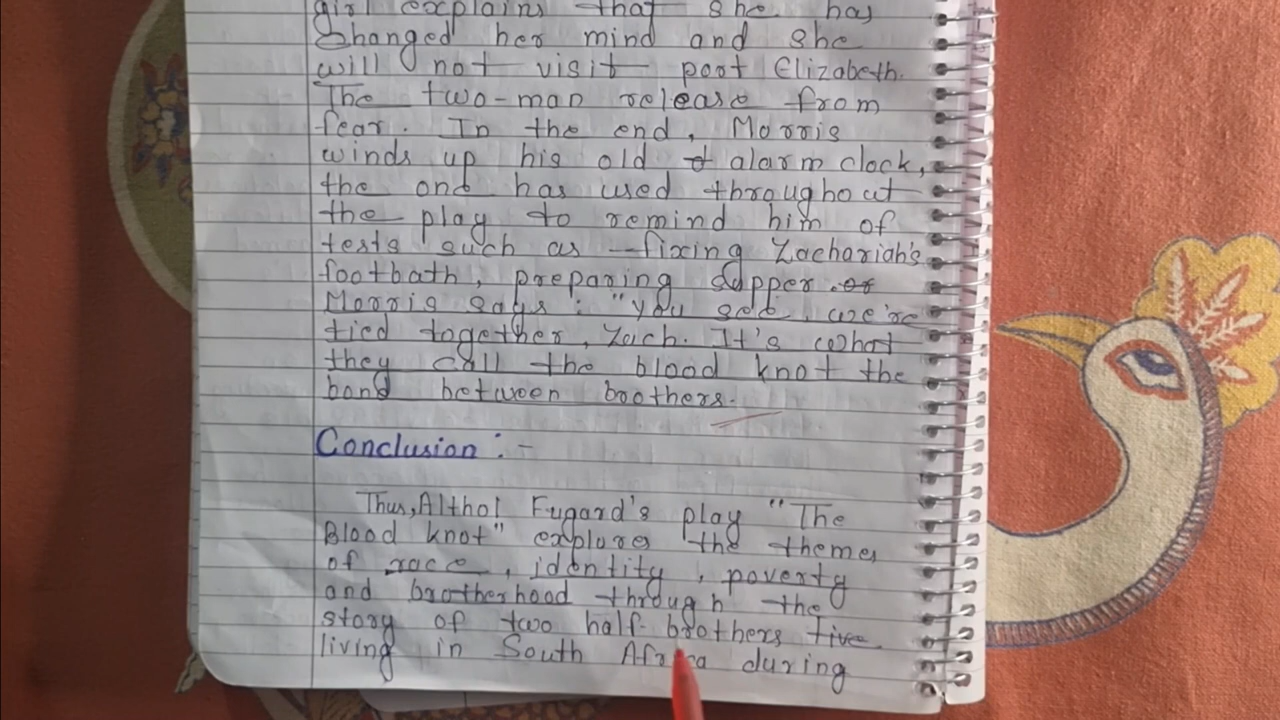 girl explains that she has
changed her mind and she
will not visit poot Elizabeth.
The two-man release from
fear. In the end, Morris
winds up his old alarm clock,
the one has used throughout
the play to remind him of
tests such as - fixing Zachariah's
footbath, preparing supper or
Morris says : "you see, we're
tied together, Zach. It's what
they call the blood knot the
bond between brothers.
Conclusion :-
Thus, Althol Fugard's play "The
Blood knot" explores the themes
of race, identity, poverty
and brotherhood through the
story of two half-brothers live
living in South Africa during